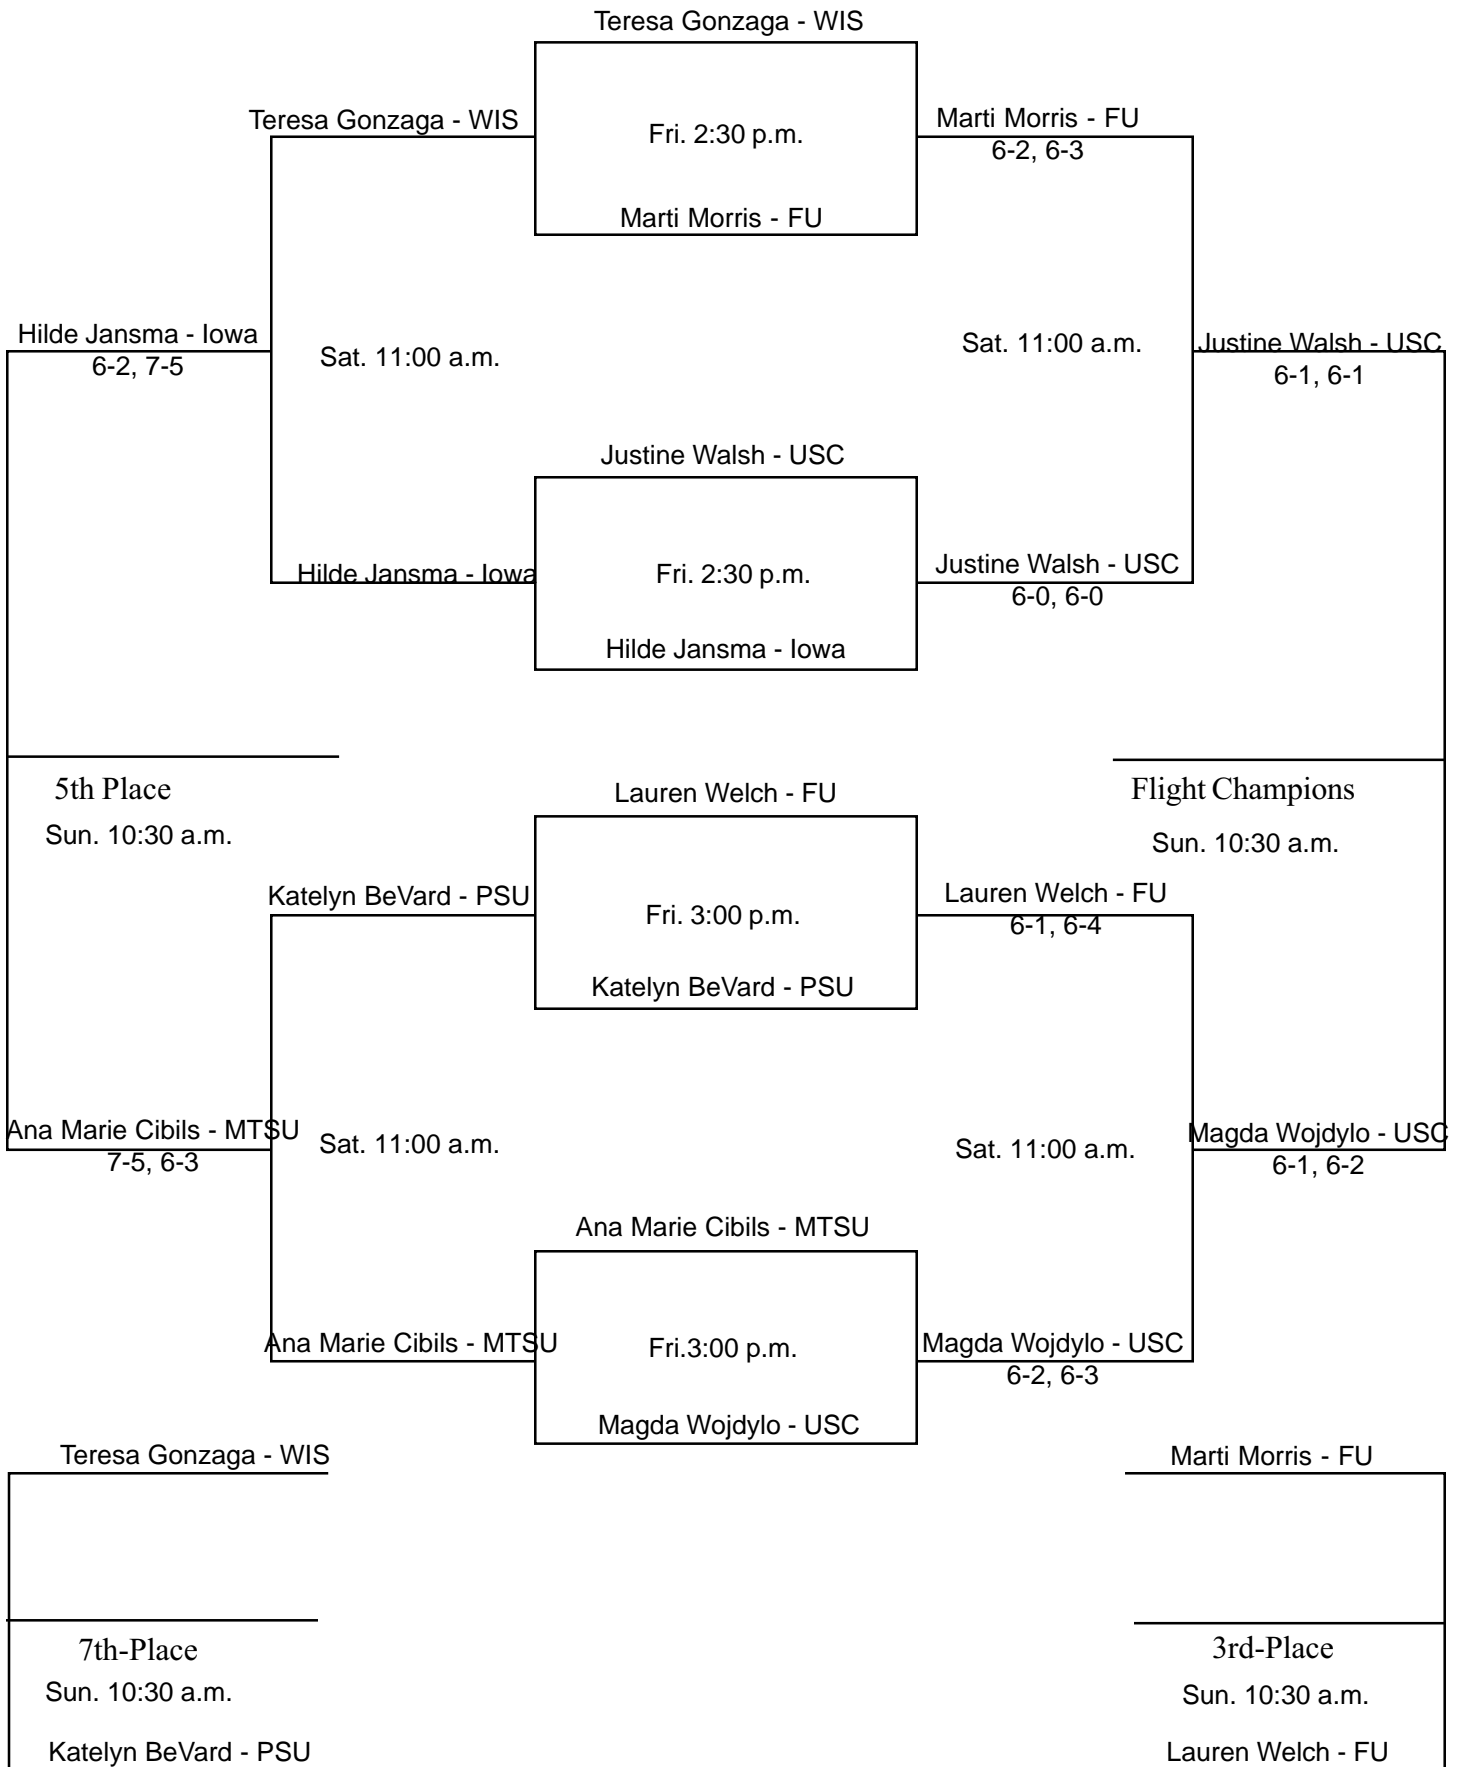 Teresa Gonzaga - WIS
Teresa Gonzaga - WIS
Fri. 2:30 p.m.
Marti Morris - FU
6-2, 6-3
Marti Morris - FU
Hilde Jansma - Iowa
6-2, 7-5
Sat. 11:00 a.m.
Sat. 11:00 a.m.
Justine Walsh - USC
6-1, 6-1
Justine Walsh - USC
Hilde Jansma - Iowa
Fri. 2:30 p.m.
Justine Walsh - USC
6-0, 6-0
Hilde Jansma - Iowa
5th Place
Sun. 10:30 a.m.
Lauren Welch - FU
Flight Champions
Sun. 10:30 a.m.
Katelyn BeVard - PSU
Fri. 3:00 p.m.
Lauren Welch - FU
6-1, 6-4
Katelyn BeVard - PSU
Ana Marie Cibils - MTSU
7-5, 6-3
Sat. 11:00 a.m.
Sat. 11:00 a.m.
Magda Wojdylo - USC
6-1, 6-2
Ana Marie Cibils - MTSU
Ana Marie Cibils - MTSU
Fri.3:00 p.m.
Magda Wojdylo - USC
6-2, 6-3
Magda Wojdylo - USC
Teresa Gonzaga - WIS
Marti Morris - FU
7th-Place
Sun. 10:30 a.m.
Katelyn BeVard - PSU
3rd-Place
Sun. 10:30 a.m.
Lauren Welch - FU